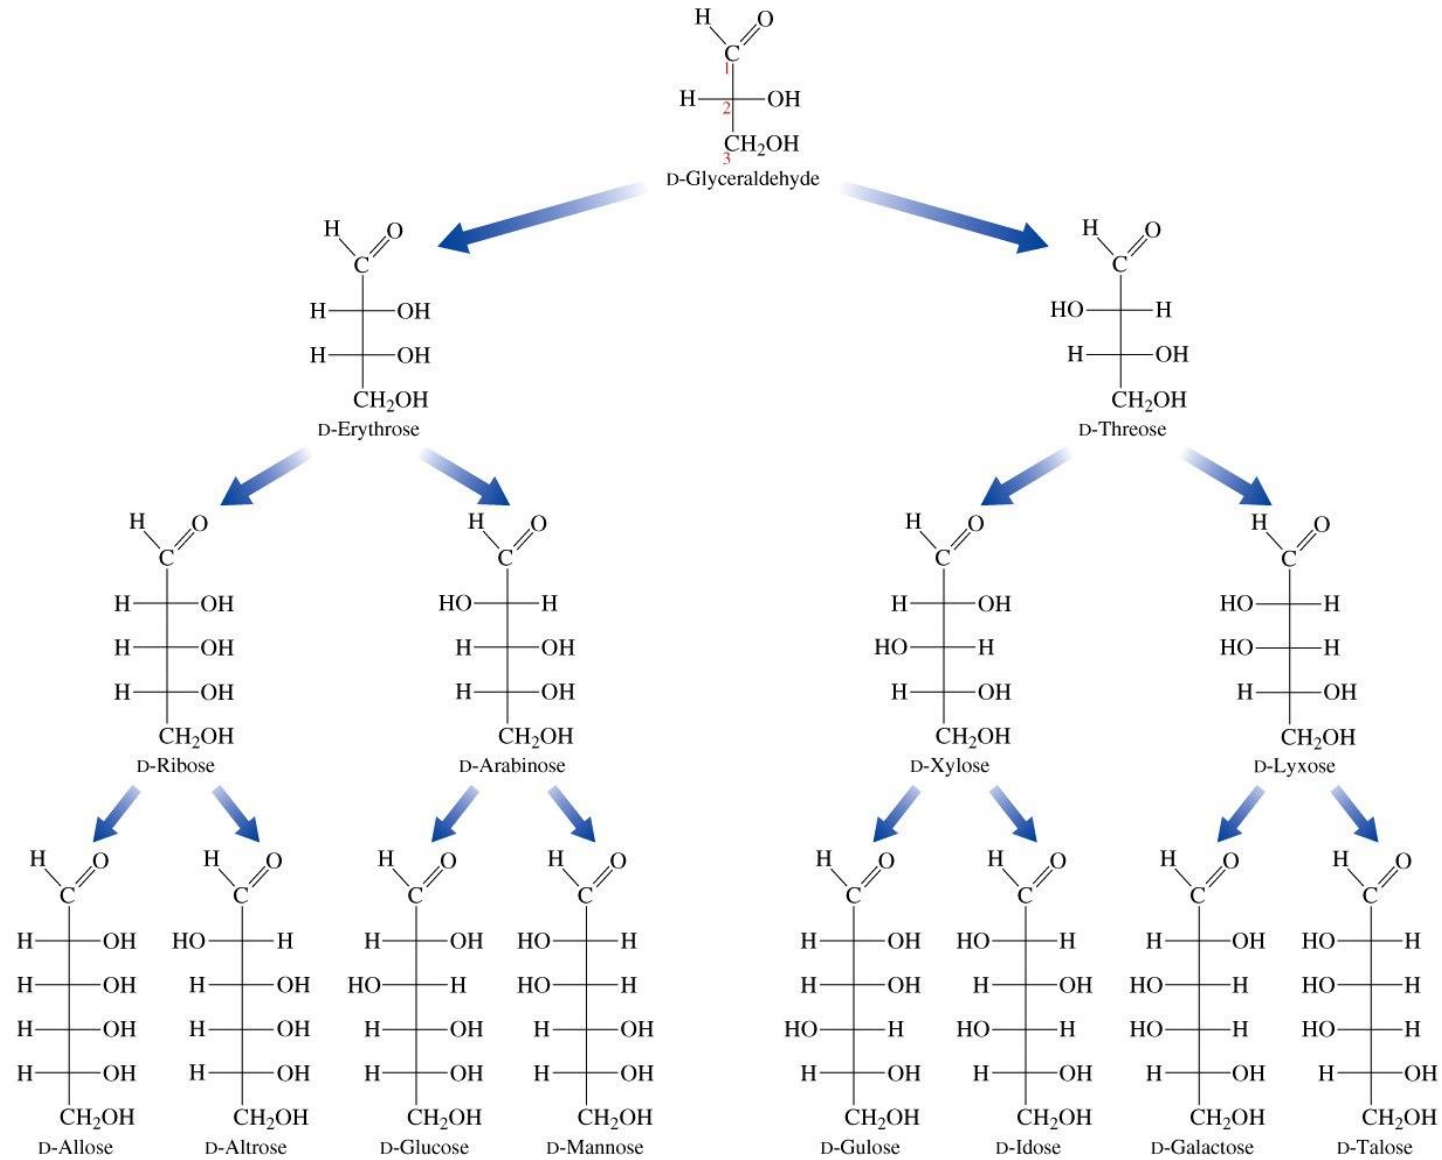 H O
C
1
H OH
2
CH₂OH
3
D-Glyceraldehyde
H O
C
H OH
H OH
CH₂OH
D-Erythrose
H O
C
HO H
H OH
CH₂OH
D-Threose
H O
C
H OH
H OH
H OH
CH₂OH
D-Ribose
H O
C
HO H
H OH
H OH
CH₂OH
D-Arabinose
H O
C
H OH
HO H
H OH
CH₂OH
D-Xylose
H O
C
HO H
HO H
H OH
CH₂OH
D-Lyxose
H O
C
H OH
H OH
H OH
H OH
CH₂OH
D-Allose
H O
C
HO H
H OH
H OH
H OH
CH₂OH
D-Altrose
H O
C
H OH
HO H
H OH
H OH
CH₂OH
D-Glucose
H O
C
HO H
HO H
H OH
H OH
CH₂OH
D-Mannose
H O
C
H OH
H OH
HO H
H OH
CH₂OH
D-Gulose
H O
C
HO H
H OH
HO H
H OH
CH₂OH
D-Idose
H O
C
H OH
HO H
HO H
H OH
CH₂OH
D-Galactose
H O
C
HO H
HO H
HO H
H OH
CH₂OH
D-Talose